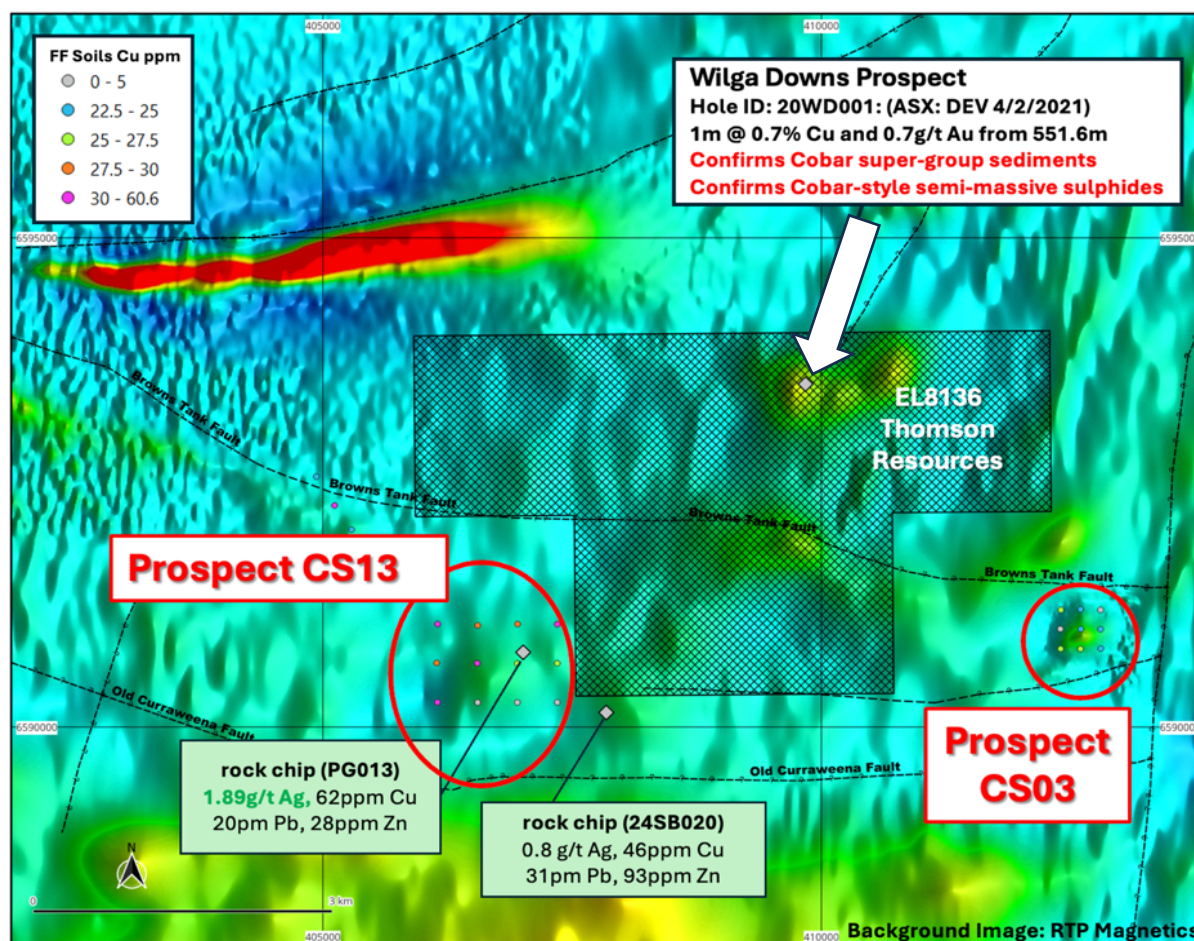 405000
410000
FF Soils Cu ppm
0 - 5
22.5 - 25
25 - 27.5
27.5 - 30
30 - 60.6
Wilga Downs Prospect
Hole ID: 20WD001: (ASX: DEV 4/2/2021)
1m @ 0.7% Cu and 0.7g/t Au from 551.6m
Confirms Cobar super-group sediments
Confirms Cobar-style semi-massive sulphides
6595000
6595000
EL8136
Thomson
Resources
Browns Tank Fault
Browns Tank Fault
Browns Tank Fault
Browns Tank Fault
Prospect CS13
Old Curraweena Fault
6590000
6590000
Prospect
CS03
Old Curraweena Fault
rock chip (PG013)
1.89g/t Ag, 62ppm Cu
20pm Pb, 28ppm Zn
rock chip (24SB020)
0.8 g/t Ag, 46ppm Cu
31pm Pb, 93ppm Zn
N
0
3 km
405000
410000
Background Image: RTP Magnetics